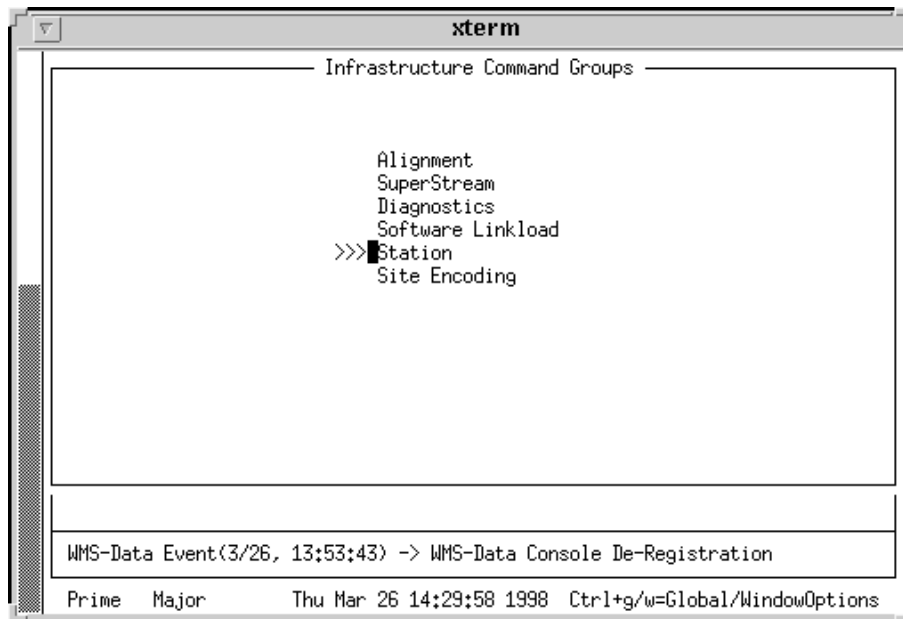 xterm
Infrastructure Command Groups
Alignment
SuperStream
Diagnostics
Software Linkload
>>>Station
Site Encoding
WMS-Data Event(3/26, 13:53:43) -> WMS-Data Console De-Registration
Prime Major Thu Mar 26 14:29:58 1998 Ctrl+g/w=Global/WindowOptions